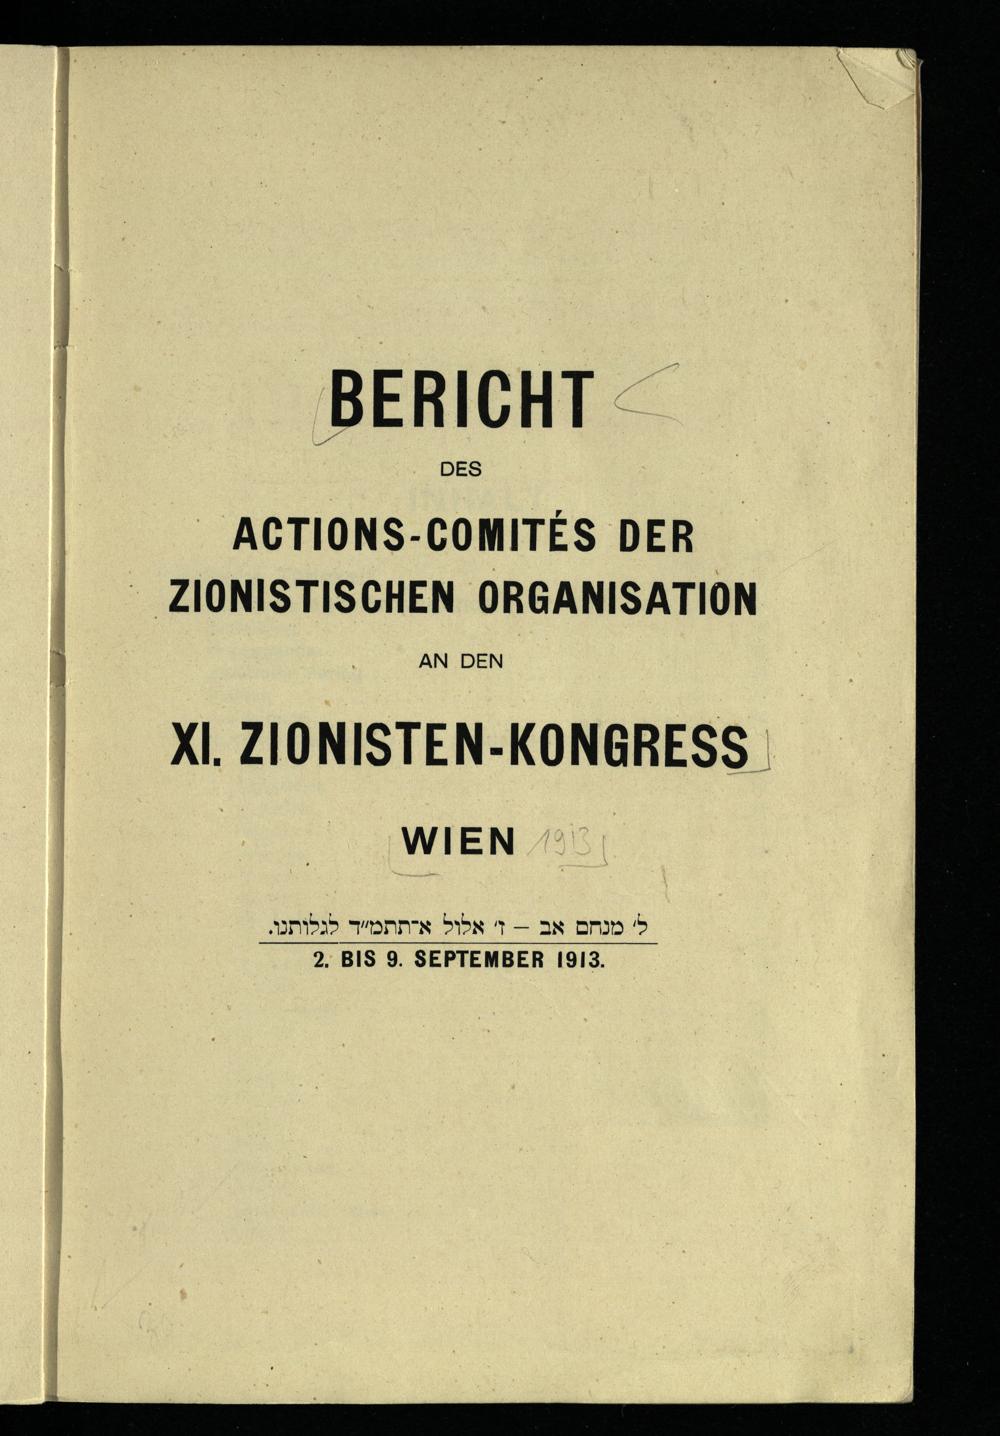 BERICHT
DES
ACTIONS-COMITÉS DER
ZIONISTISCHEN ORGANISATION
AN DEN
XI. ZIONISTEN-KONGRESS
WIEN 1913
ל׳ מנחם אב — ז׳ אלול א־תתמ״ד לגלותנו.
2. BIS 9. SEPTEMBER 1913.